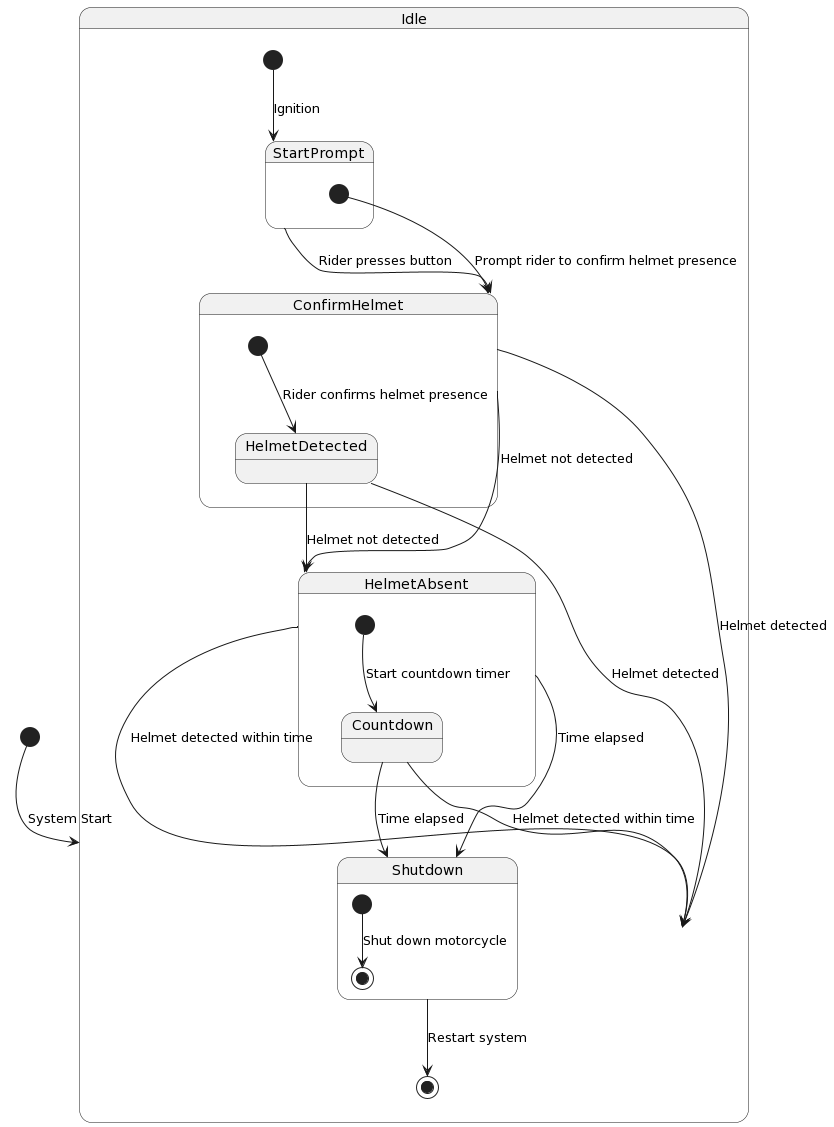 Idle
Ignition
StartPrompt
Rider presses button
Prompt rider to confirm helmet presence
ConfirmHelmet
Rider confirms helmet presence
HelmetDetected
Helmet not detected
Helmet not detected
HelmetAbsent
Helmet detected
Start countdown timer
Helmet detected
Countdown
Helmet detected within time
Time elapsed
System Start
Time elapsed
Helmet detected within time
Shutdown
Shut down motorcycle
Restart system